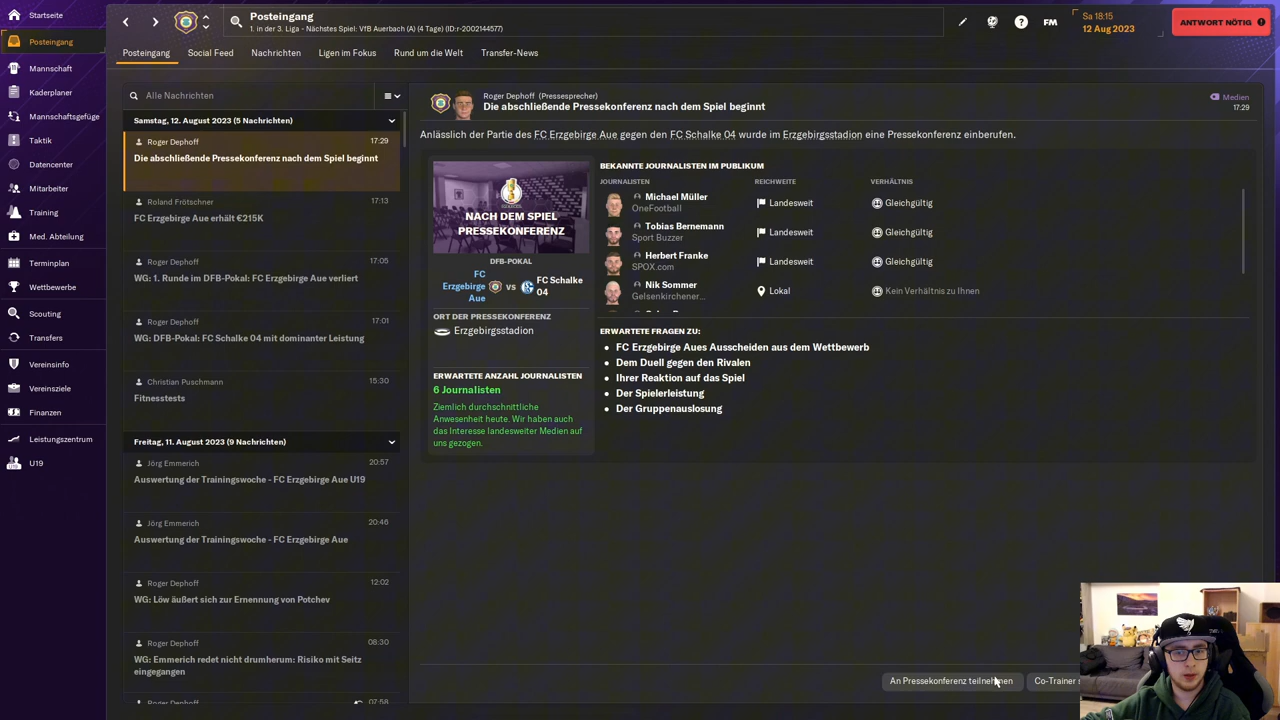 Startseite
Posteingang
Mannschaft
Kaderplaner
Mannschaftsgefüge
Taktik
Datencenter
Mitarbeiter
Training
Med. Abteilung
Terminplan
Wettbewerbe
Scouting
Transfers
Vereinsinfo
Vereinsziele
Finanzen
Leistungszentrum
U19
Posteingang
1. in der 3. Liga - Nächstes Spiel: VfB Auerbach (A) (4 Tage) (ID:r-2002144577)
FM
Sa 18:15
12 Aug 2023
ANTWORT NÖTIG
Posteingang Social Feed Nachrichten Ligen im Fokus Rund um die Welt Transfer-News
Alle Nachrichten
Samstag, 12. August 2023 (5 Nachrichten)
Roger Dephoff 17:29
Die abschließende Pressekonferenz nach dem Spiel beginnt
Roland Frötschner 17:13
FC Erzgebirge Aue erhält €215K
Roger Dephoff 17:05
WG: 1. Runde im DFB-Pokal: FC Erzgebirge Aue verliert
Roger Dephoff 17:01
WG: DFB-Pokal: FC Schalke 04 mit dominanter Leistung
Christian Puschmann 15:30
Fitnesstests
Freitag, 11. August 2023 (9 Nachrichten)
Jörg Emmerich 20:57
Auswertung der Trainingswoche - FC Erzgebirge Aue U19
Jörg Emmerich 20:46
Auswertung der Trainingswoche - FC Erzgebirge Aue
Roger Dephoff 12:02
WG: Löw äußert sich zur Ernennung von Potchev
Roger Dephoff 08:30
WG: Emmerich redet nicht drumherum: Risiko mit Seitz
eingegangen
Roger Dephoff 07:58
Roger Dephoff (Pressesprecher)
Die abschließende Pressekonferenz nach dem Spiel beginnt
Medien
17:29
Anlässlich der Partie des FC Erzgebirge Aue gegen den FC Schalke 04 wurde im Erzgebirgsstadion eine Pressekonferenz einberufen.
NACH DEM SPIEL
PRESSEKONFERENZ
DFB-POKAL
FC
Erzgebirge
Aue
vs
FC Schalke
04
ORT DER PRESSEKONFERENZ
Erzgebirgsstadion
ERWARTETE ANZAHL JOURNALISTEN
6 Journalisten
Ziemlich durchschnittliche
Anwesenheit heute. Wir haben auch
das Interesse landesweiter Medien auf
uns gezogen.
BEKANNTE JOURNALISTEN IM PUBLIKUM
JOURNALISTEN REICHWEITE VERHÄLTNIS
Michael Müller
OneFootball
Landesweit Gleichgültig
Tobias Bernemann
Sport Buzzer
Landesweit Gleichgültig
Herbert Franke
SPOX.com
Landesweit Gleichgültig
Nik Sommer
Gelsenkirchener...
Lokal Kein Verhältnis zu Ihnen
ERWARTETE FRAGEN ZU:
• FC Erzgebirge Aues Ausscheiden aus dem Wettbewerb
• Dem Duell gegen den Rivalen
• Ihrer Reaktion auf das Spiel
• Der Spielerleistung
• Der Gruppenauslosung
An Pressekonferenz teilnehmen
Co-Trainer